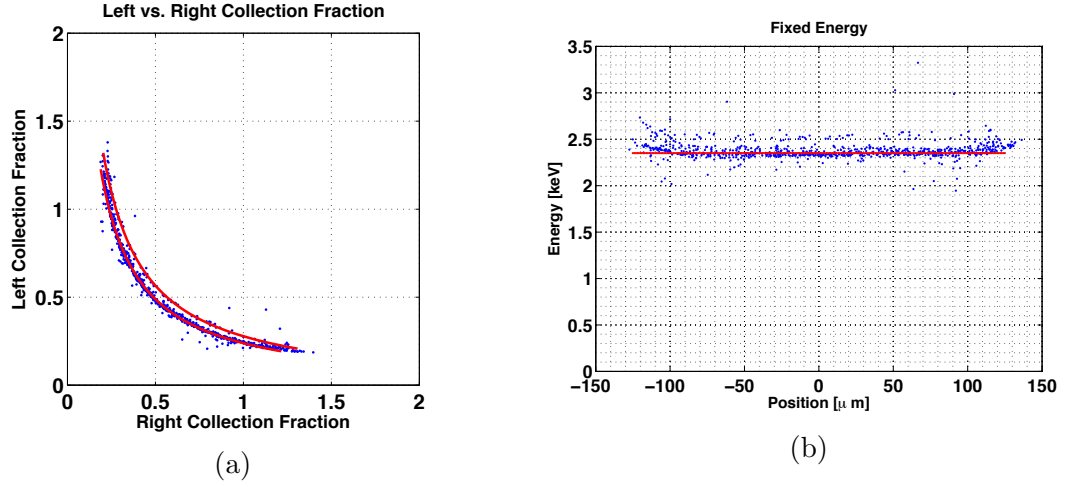 Left vs. Right Collection Fraction
2
1.5
1
0.5
0
Left Collection Fraction
0 0.5 1 1.5 2
Right Collection Fraction
(a)
Fixed Energy
3.5
3
2.5
2
1.5
1
0.5
0
Energy [keV]
−150 −100 −50 0 50 100 150
Position [μ m]
(b)